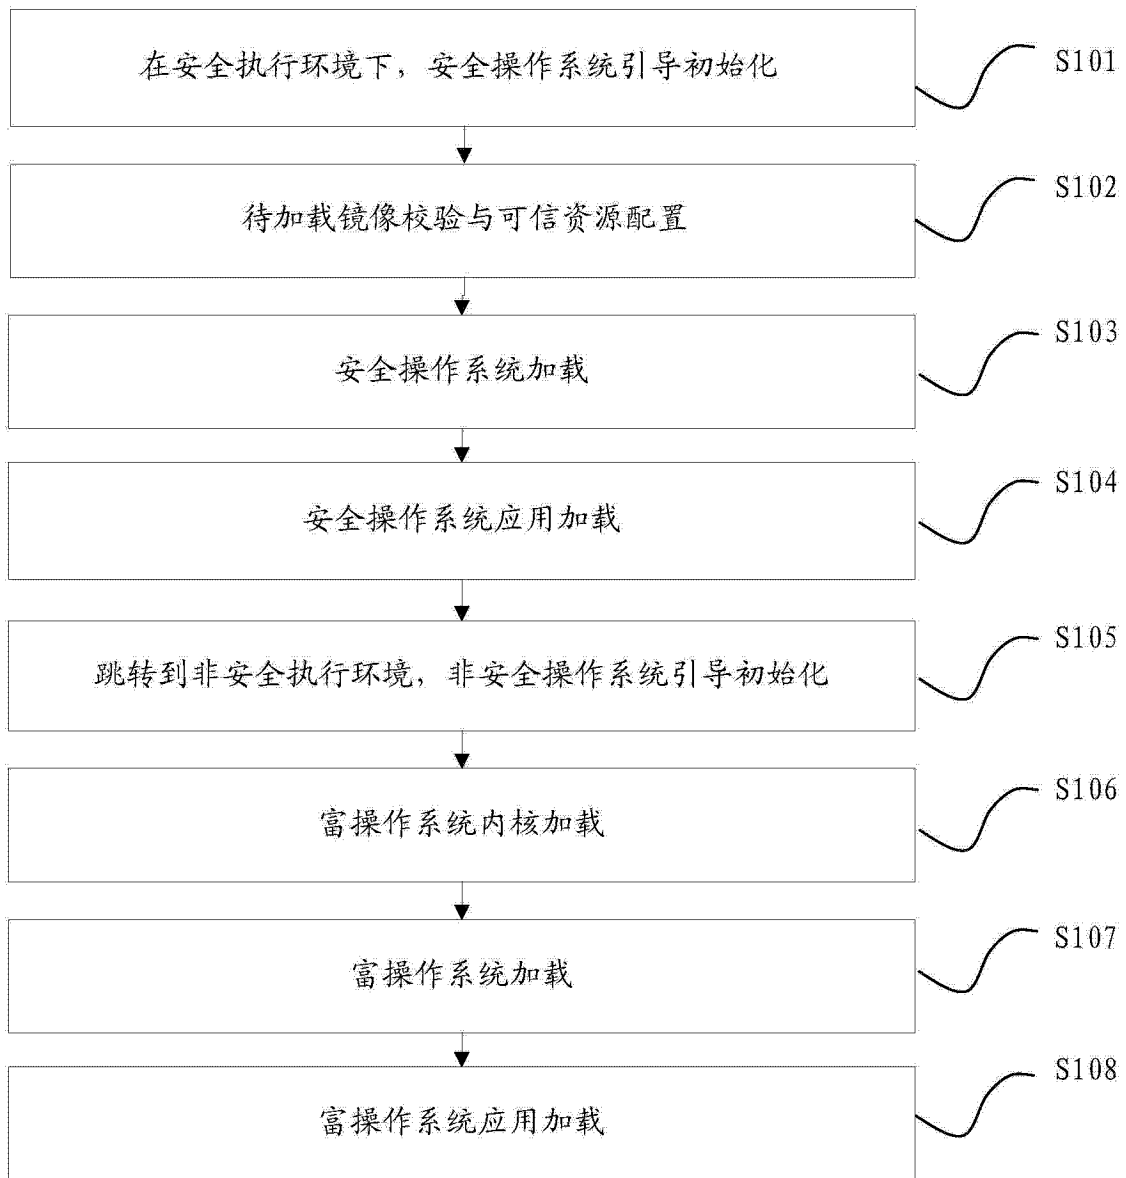 在安全执行环境下，安全操作系统引导初始化
S101
待加载镜像校验与可信资源配置
S102
安全操作系统加载
S103
安全操作系统应用加载
S104
跳转到非安全执行环境，非安全操作系统引导初始化
S105
富操作系统内核加载
S106
富操作系统加载
S107
富操作系统应用加载
S108